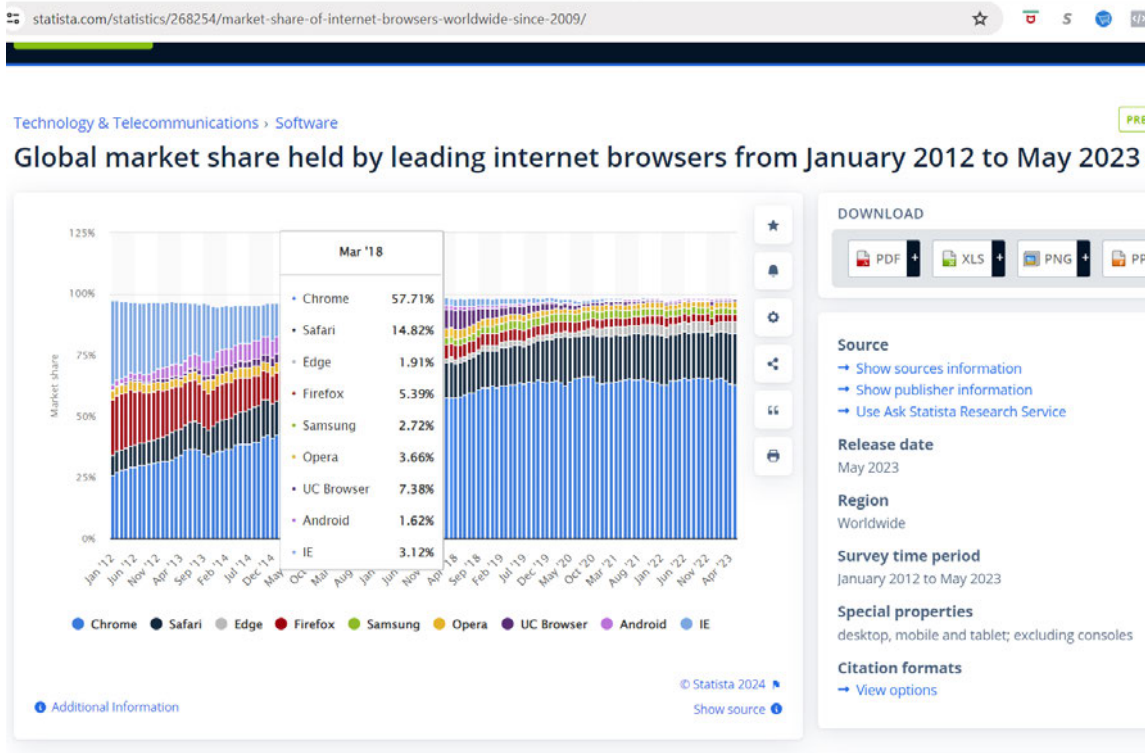 statista.com/statistics/268254/market-share-of-internet-browsers-worldwide-since-2009/
Technology & Telecommunications › Software
Global market share held by leading internet browsers from January 2012 to May 2023
125%
100%
75%
50%
25%
0%
Market share
Mar '18
Chrome 57.71%
Safari 14.82%
Edge 1.91%
Firefox 5.39%
Samsung 2.72%
Opera 3.66%
UC Browser 7.38%
Android 1.62%
IE 3.12%
Jan '12 Jun '12 Nov '12 Apr '13 Sep '13 Feb '14 Jul '14 Dec '14 Oct Mar Aug Jan Jun Nov Apr '18 Sep '18 Feb '19 Jul '19 Dec '19 May '20 Oct '20 Mar '21 Aug '21 Jan '22 Jun '22 Nov '22 Apr '23
Chrome Safari Edge Firefox Samsung Opera UC Browser Android IE
© Statista 2024
Additional Information
Show source
DOWNLOAD
PDF + XLS + PNG +
Source
→ Show sources information
→ Show publisher information
→ Use Ask Statista Research Service
Release date
May 2023
Region
Worldwide
Survey time period
January 2012 to May 2023
Special properties
desktop, mobile and tablet; excluding consoles
Citation formats
→ View options